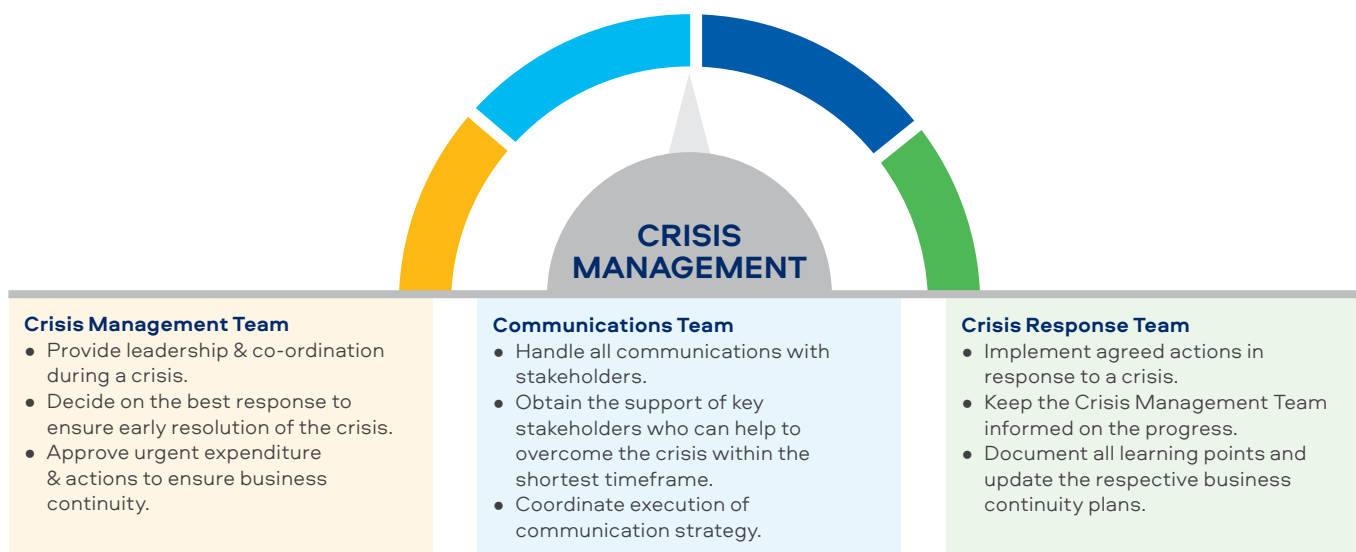 CRISIS
MANAGEMENT
Crisis Management Team
● Provide leadership & co-ordination
during a crisis.
● Decide on the best response to
ensure early resolution of the crisis.
● Approve urgent expenditure
& actions to ensure business
continuity.
Communications Team
● Handle all communications with
stakeholders.
● Obtain the support of key
stakeholders who can help to
overcome the crisis within the
shortest timeframe.
● Coordinate execution of
communication strategy.
Crisis Response Team
● Implement agreed actions in
response to a crisis.
● Keep the Crisis Management Team
informed on the progress.
● Document all learning points and
update the respective business
continuity plans.